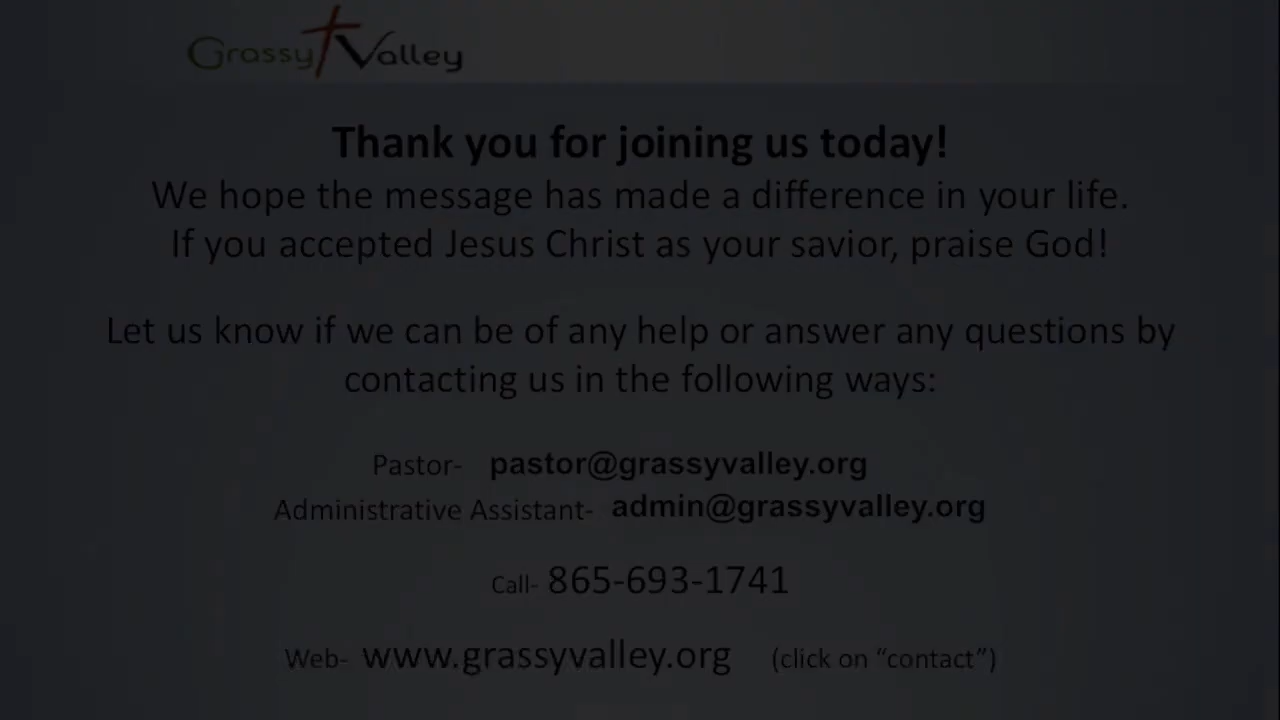 Grassy Valley
Thank you for joining us today!
We hope the message has made a difference in your life.
If you accepted Jesus Christ as your savior, praise God!
Let us know if we can be of any help or answer any questions by
contacting us in the following ways:
Pastor- pastor@grassyvalley.org
Administrative Assistant- admin@grassyvalley.org
Call- 865-693-1741
Web- www.grassyvalley.org (click on “contact”)